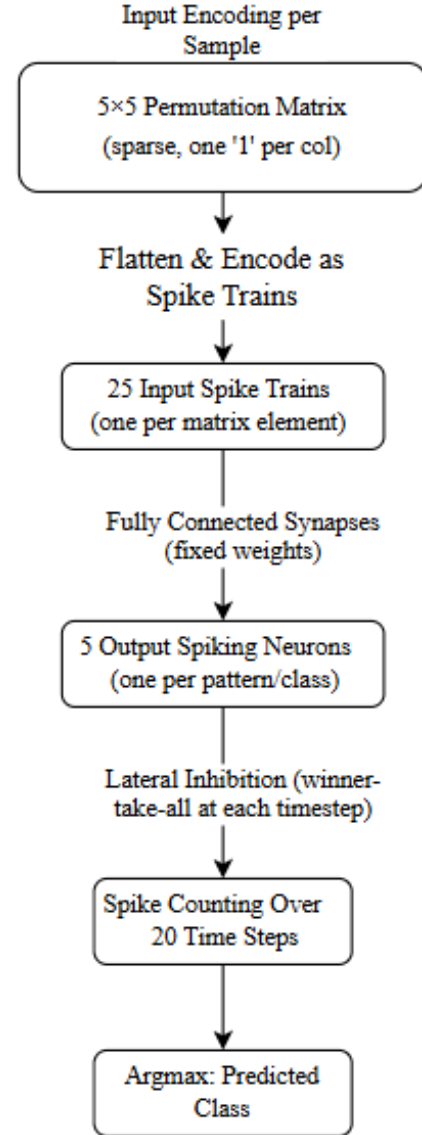 Input Encoding per
Sample
5×5 Permutation Matrix
(sparse, one '1' per col)
Flatten & Encode as
Spike Trains
25 Input Spike Trains
(one per matrix element)
Fully Connected Synapses
(fixed weights)
5 Output Spiking Neurons
(one per pattern/class)
Lateral Inhibition (winner-
take-all at each timestep)
Spike Counting Over
20 Time Steps
Argmax: Predicted
Class